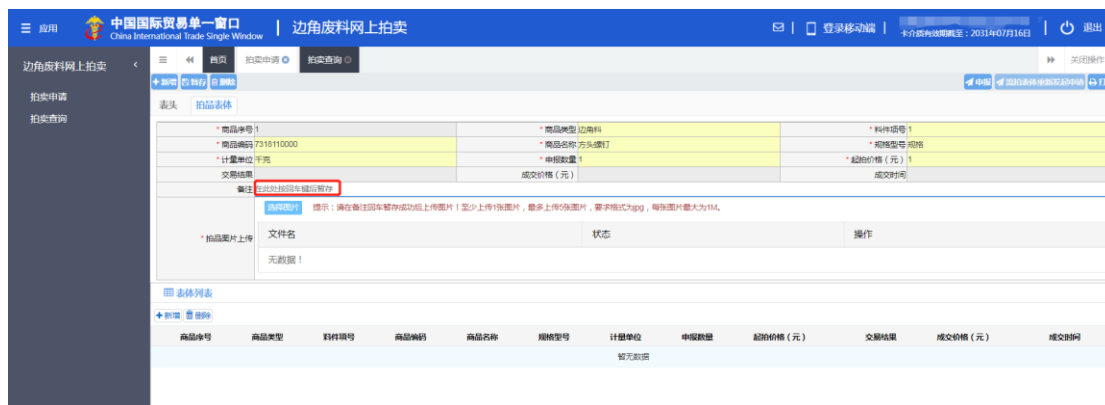 应用 中国国际贸易单一窗口 China International Trade Single Window 边角废料网上拍卖 登录移动端 卡介质有效期截至：2031年07月16日 退出
边角废料网上拍卖 首页 拍卖申请 拍卖查询 关闭操作
拍卖申请
拍卖查询
新增 暂存 删除 申报
表头 拍品表体
*商品序号 1 *商品类型 边角料 *料件项号 1
*商品编码 7318110000 *商品名称 方头螺钉 *规格型号 规格
*计量单位 千克 *申报数量 1 *起拍价格（元） 1
交易结果 成交价格（元） 成交时间
备注 在此处按回车键后暂存
选择图片 提示：请在备注回车暂存成功后上传图片！至少上传1张图片，最多上传5张图片，要求格式为jpg，每张图片最大为1M。
*拍品图片上传 文件名 状态 操作
无数据！
表体列表
新增 删除
商品序号 商品类型 料件项号 商品编码 商品名称 规格型号 计量单位 申报数量 起拍价格（元） 交易结果 成交价格（元） 成交时间
暂无数据